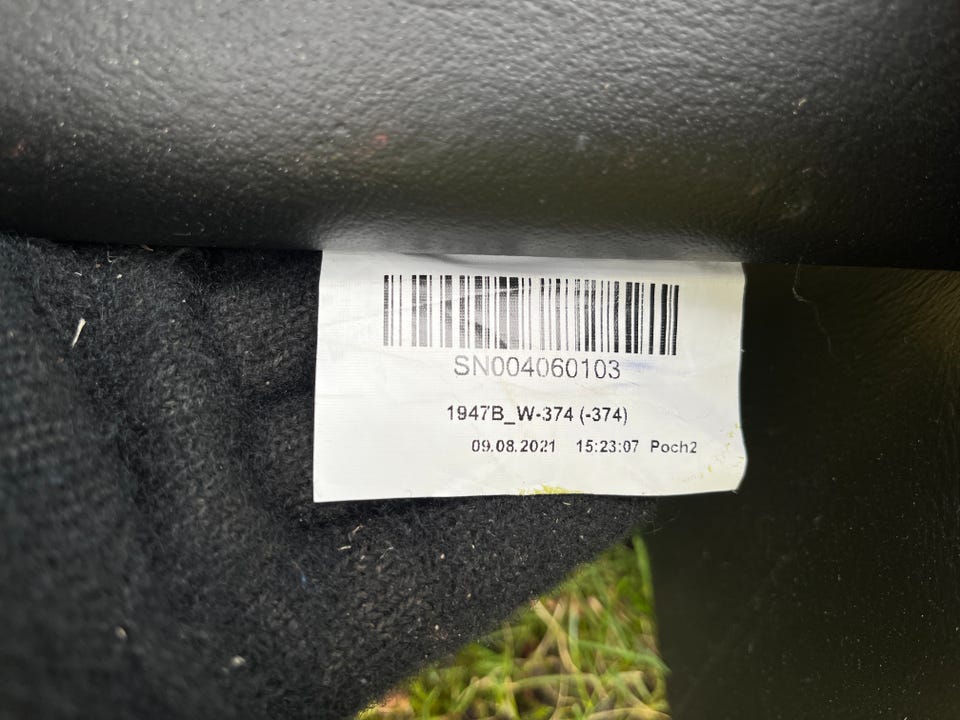 SN004060103
1947B_W-374 (-374)
09.08.2021 15:23:07 Poch2